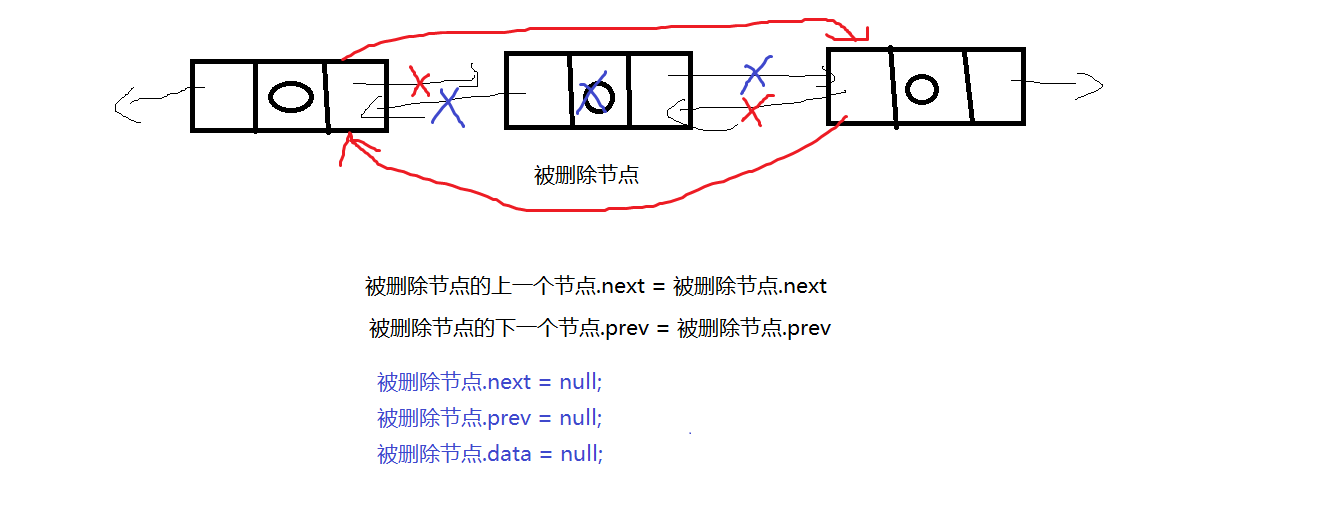 被删除节点
被删除节点的上一个节点.next = 被删除节点.next
被删除节点的下一个节点.prev = 被删除节点.prev
被删除节点.next = null;
被删除节点.prev = null;
被删除节点.data = null;